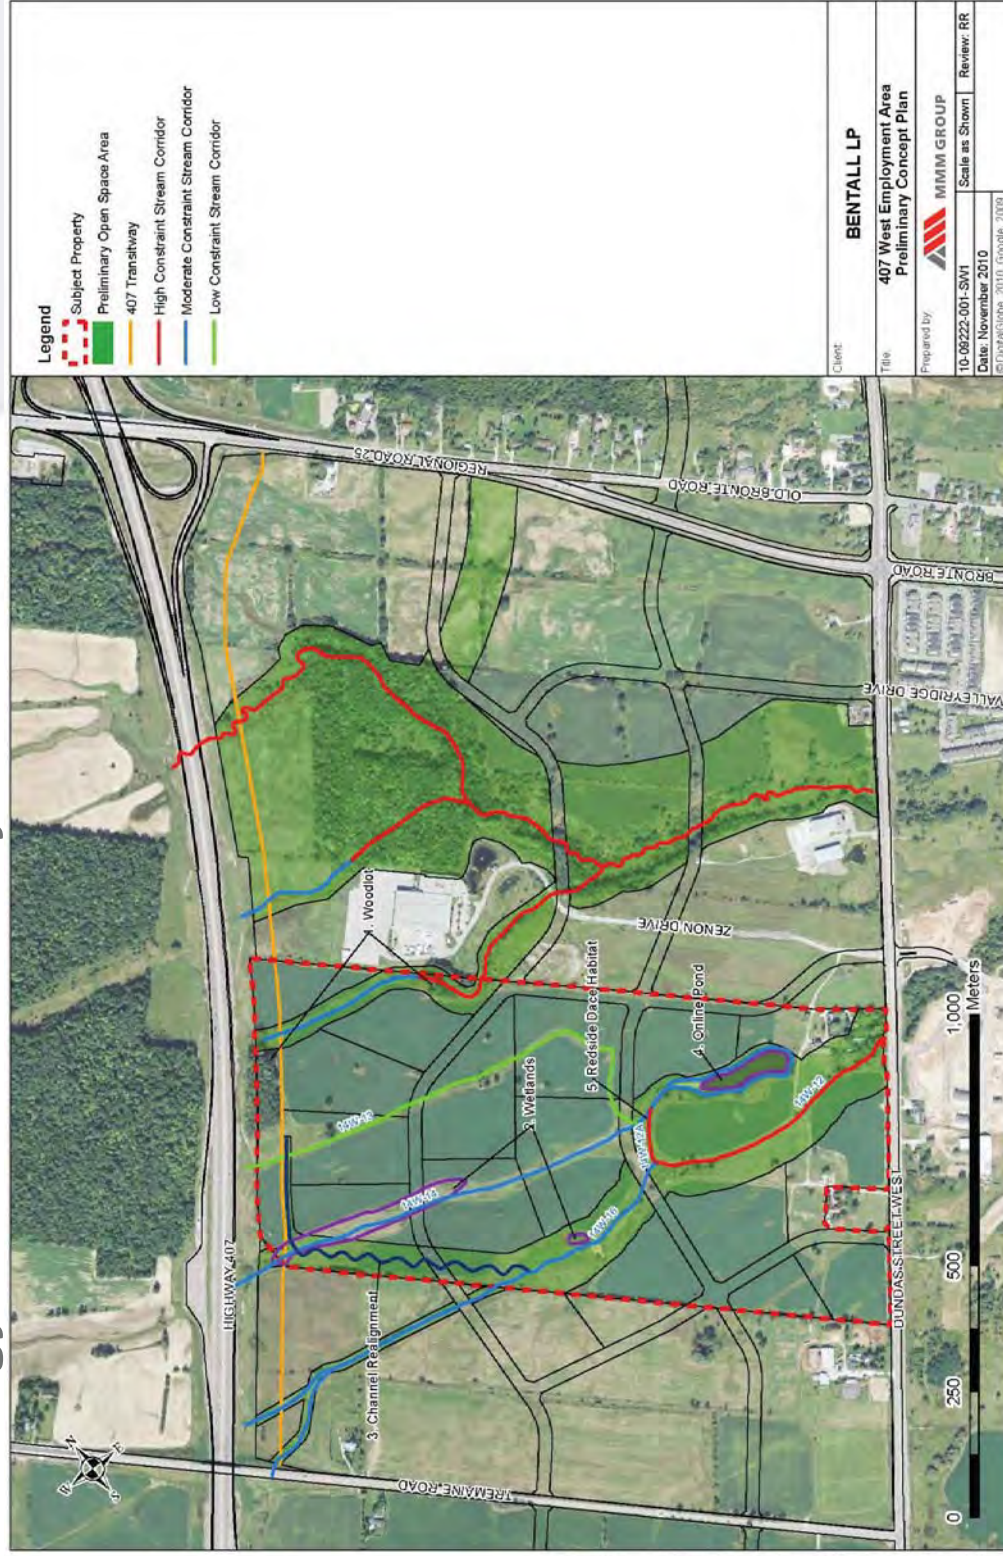 Legend
Subject Property
Preliminary Open Space Area
407 Transitway
High Constraint Stream Corridor
Moderate Constraint Stream Corridor
Low Constraint Stream Corridor
Client:
BENTALL LP
Title:
407 West Employment Area
Preliminary Concept Plan
Prepared by:
MMM GROUP
10-09222-001-SW1
Scale as Shown
Review: RR
Date: November 2010
©DigitalGlobe, 2010, Google, 2009
HIGHWAY 407
REGIONAL ROAD 25
OLD BRONTE ROAD
BRONTE ROAD
VALLEYRIDGE DRIVE
ZENON DRIVE
DUNDAS STREET WEST
TREMAINE ROAD
1. Woodlot
2. Wetlands
3. Channel Realignment
4. Online Pond
5. Redside Dace Habitat
14W-13
14W-14
14W-16
14W-12A
14W-12
N
E
S
W
0
250
500
1,000
Meters